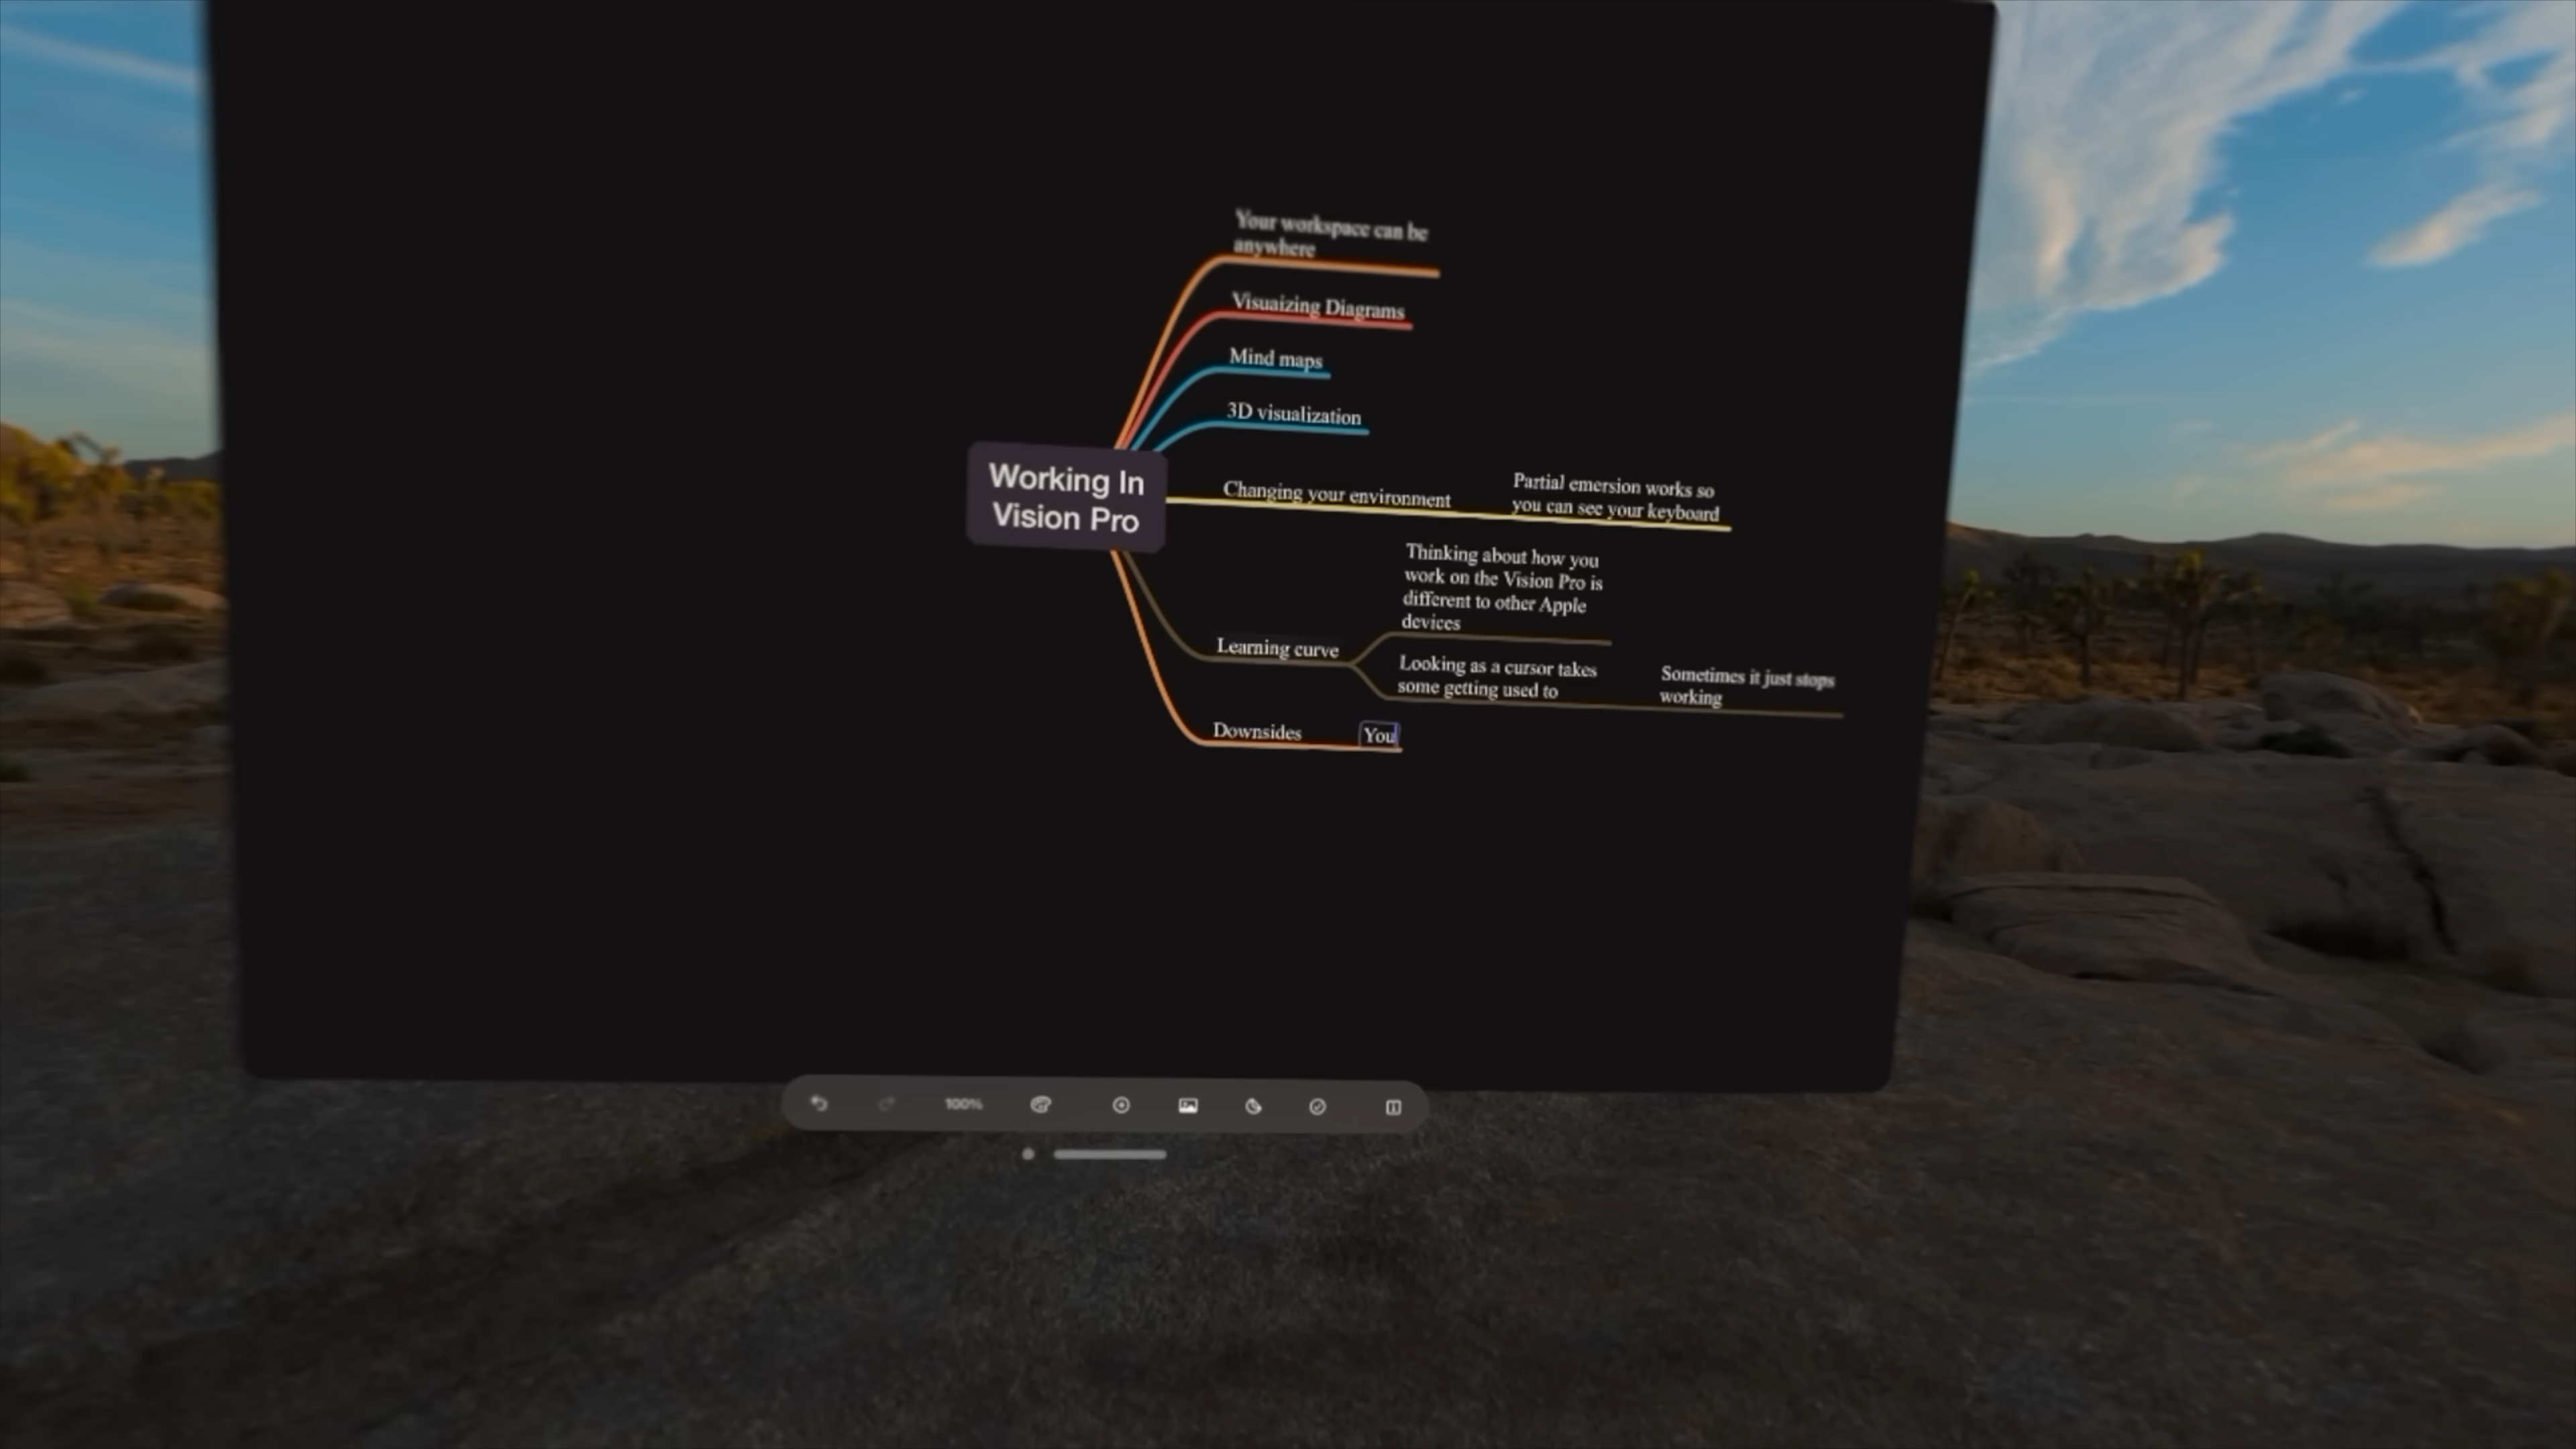 Your workspace can be
anywhere
Visuaizing Diagrams
Mind maps
3D visualization
Working In
Vision Pro
Changing your environment
Partial emersion works so
you can see your keyboard
Thinking about how you
work on the Vision Pro is
different to other Apple
devices
Learning curve
Looking as a cursor takes
some getting used to
Sometimes it just stops
working
Downsides
You
100%